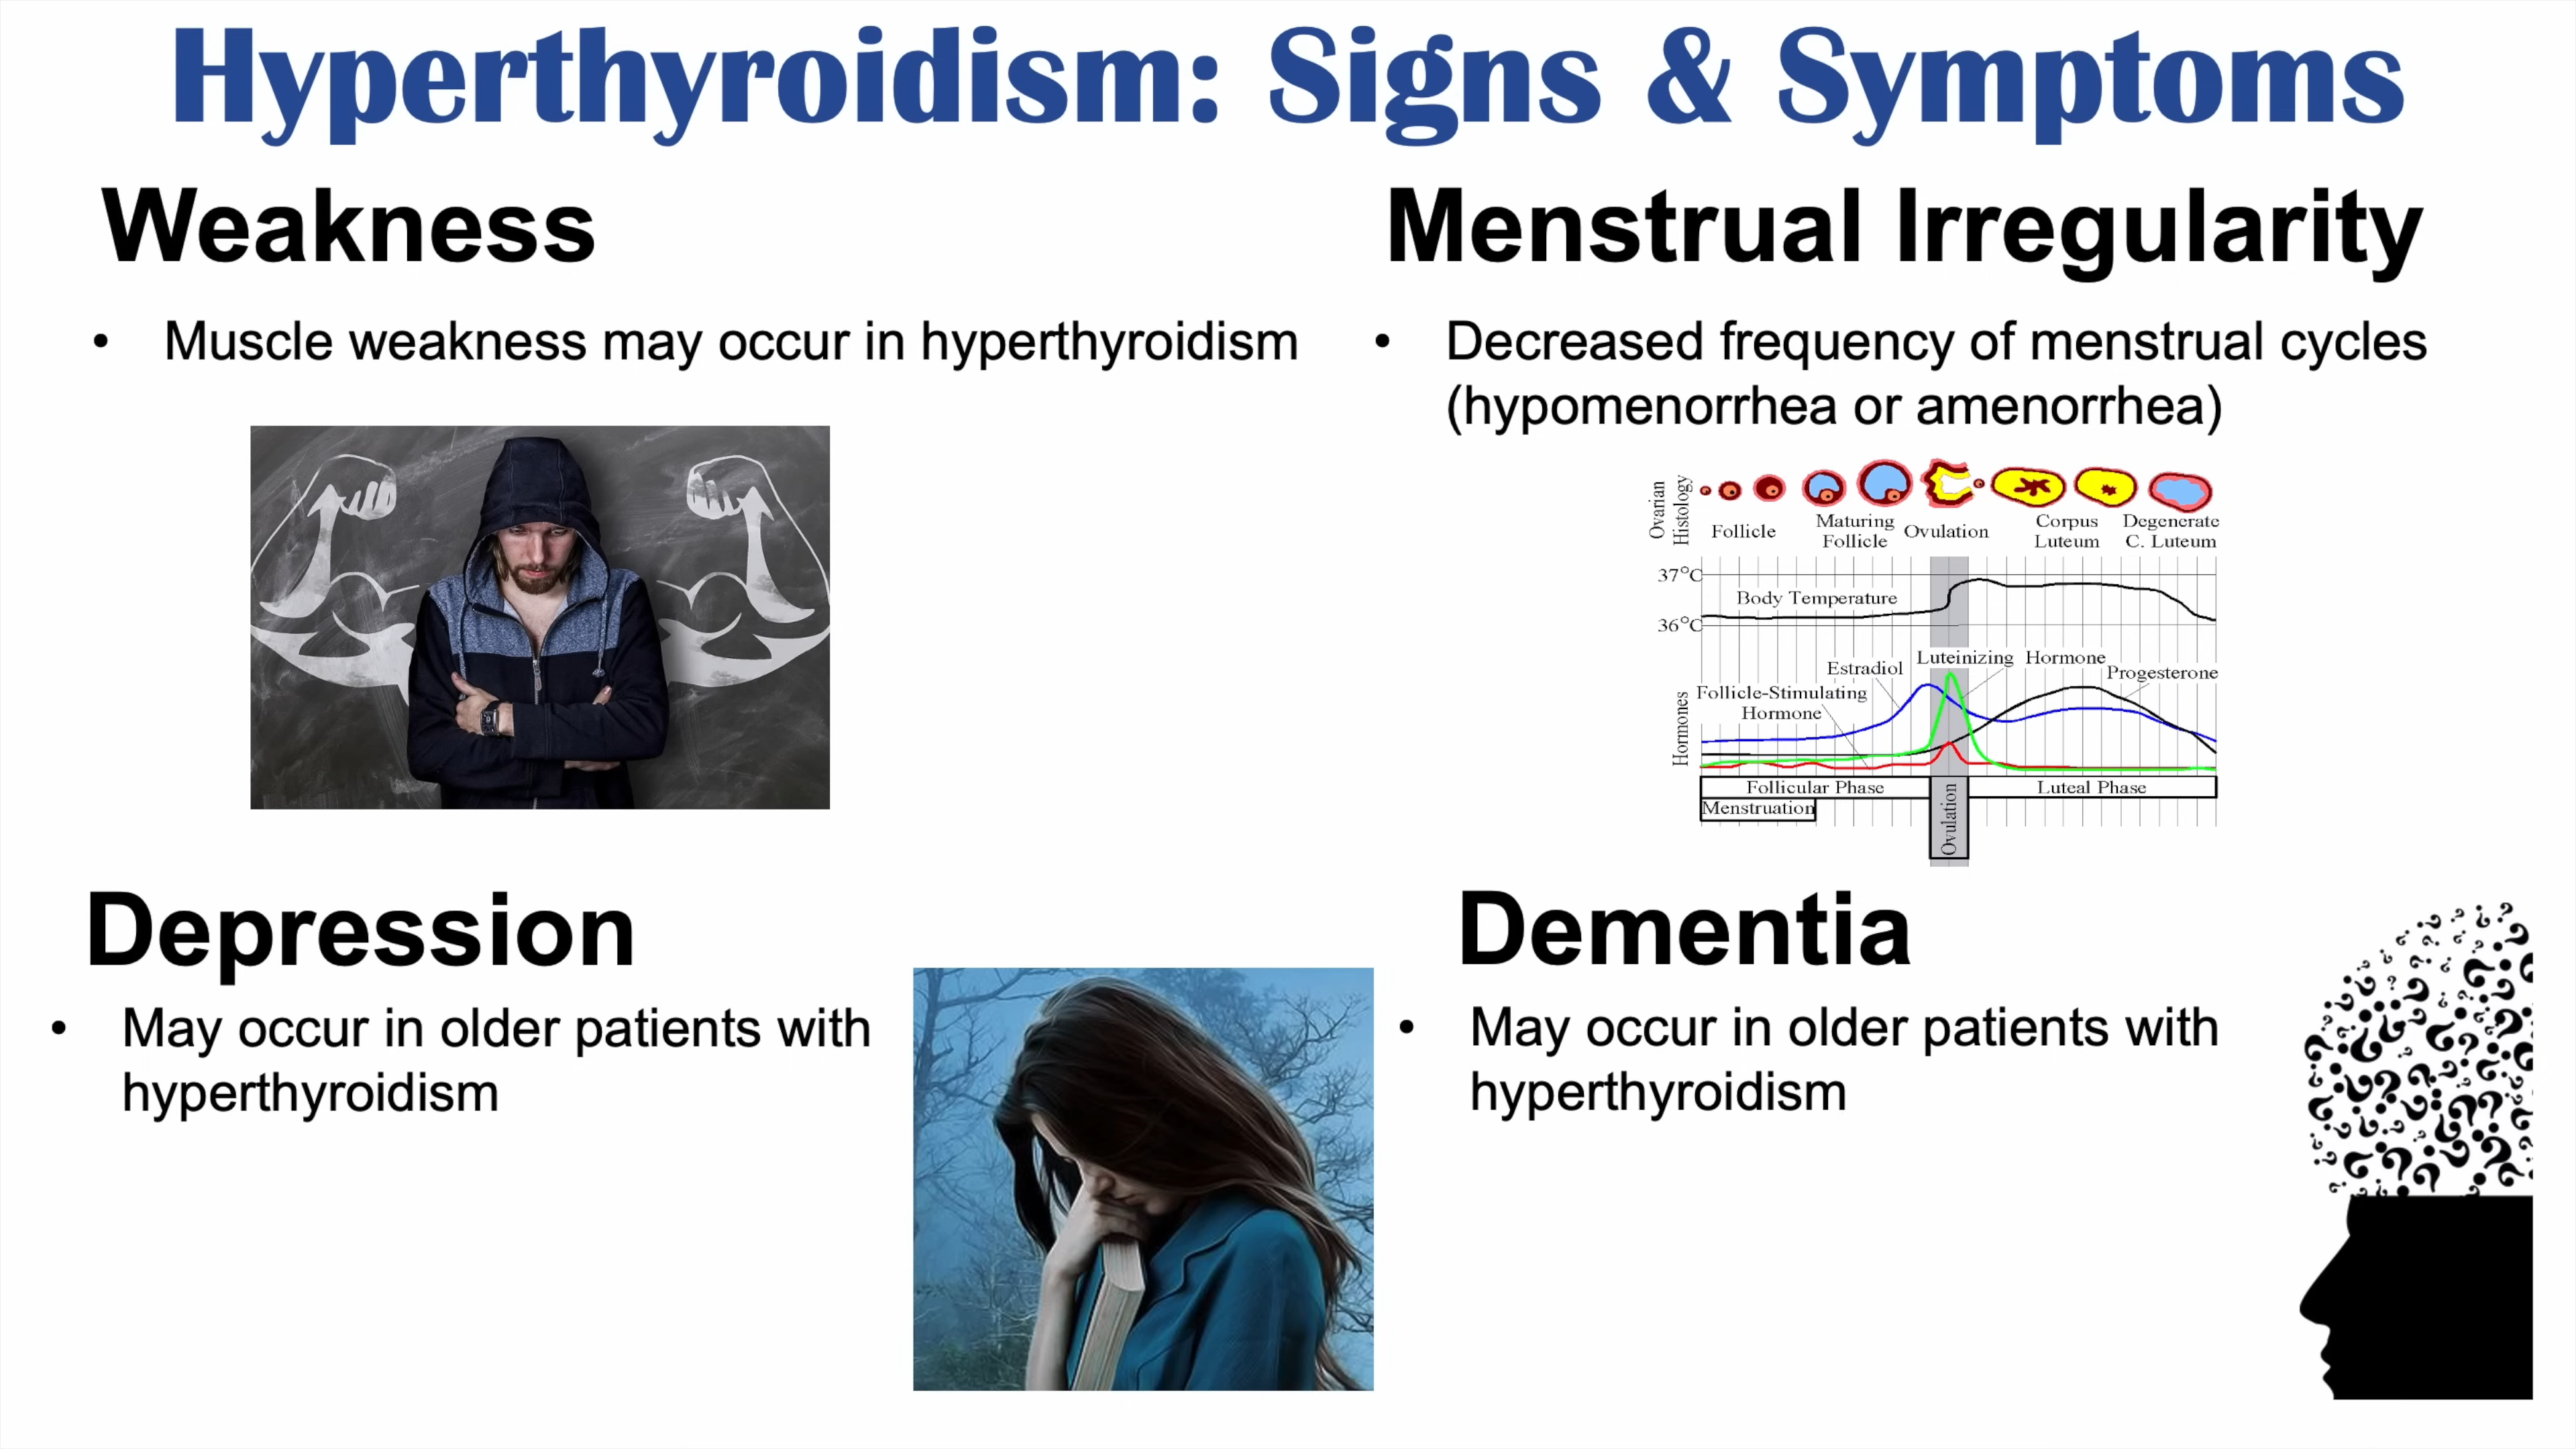 Hyperthyroidism: Signs & Symptoms
Weakness
• Muscle weakness may occur in hyperthyroidism
Menstrual Irregularity
• Decreased frequency of menstrual cycles
(hypomenorrhea or amenorrhea)
Ovarian
Histology
Follicle
Maturing
Follicle
Ovulation
Corpus
Luteum
Degenerate
C. Luteum
37°C
Body Temperature
36°C
Hormones
Estradiol
Luteinizing Hormone
Progesterone
Follicle-Stimulating
Hormone
Follicular Phase
Luteal Phase
Menstruation
Ovulation
Depression
• May occur in older patients with
hyperthyroidism
Dementia
• May occur in older patients with
hyperthyroidism